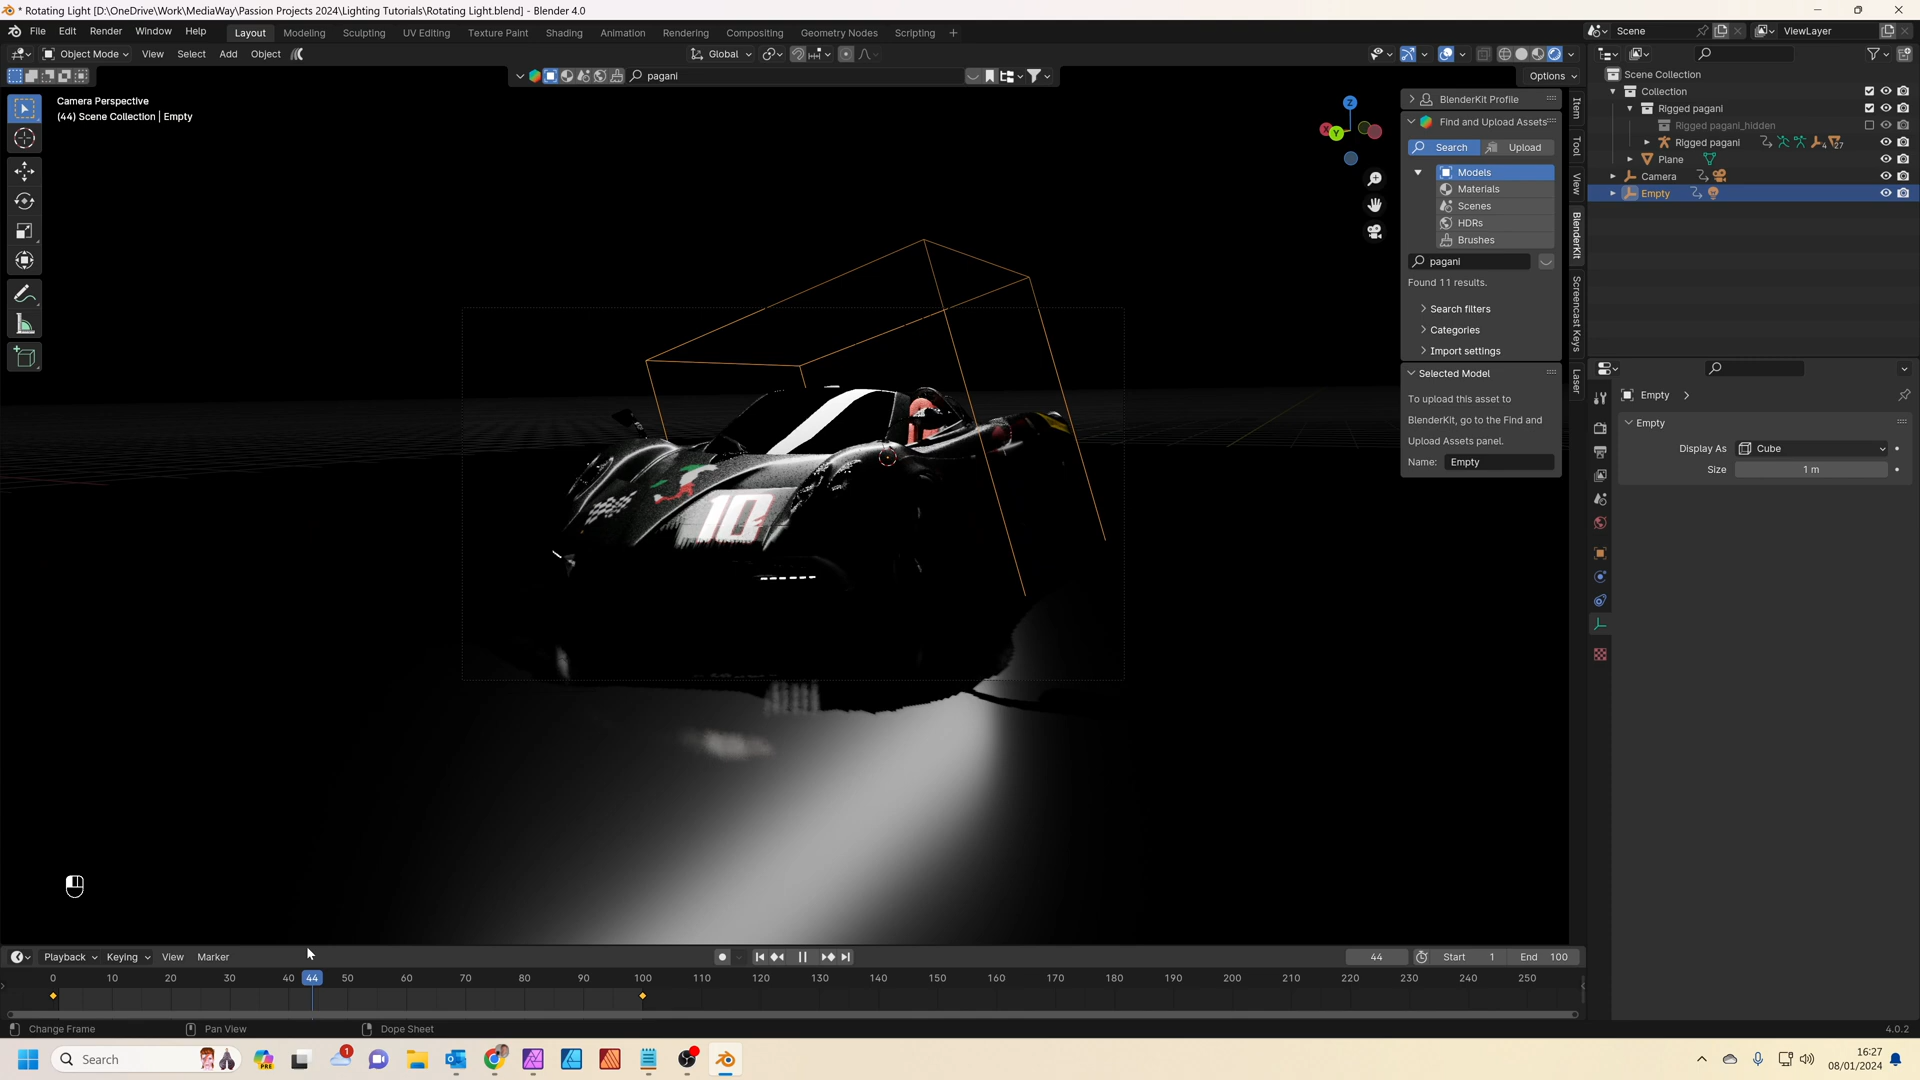 * Rotating Light [D:\OneDrive\Work\MediaWay\Passion Projects 2024\Lighting Tutorials\Rotating Light.blend] - Blender 4.0
File Edit Render Window Help
Layout Modeling Sculpting UV Editing Texture Paint Shading Animation Rendering Compositing Geometry Nodes Scripting +
Scene
ViewLayer
Object Mode View Select Add Object
Global
pagani
Options
Camera Perspective
(44) Scene Collection | Empty
Z
X
Y
BlenderKit Profile
Find and Upload Assets
Search
Upload
Models
Materials
Scenes
HDRs
Brushes
pagani
Found 11 results.
Search filters
Categories
Import settings
Selected Model
To upload this asset to
BlenderKit, go to the Find and
Upload Assets panel.
Name: Empty
Item
Tool
View
BlenderKit
Screencast Keys
Laser
Scene Collection
Collection
Rigged pagani
Rigged pagani_hidden
Rigged pagani
4
27
Plane
Camera
Empty
Empty
Empty
Display As Cube
Size 1 m
10
Playback Keying View Marker
44
Start 1
End 100
0 10 20 30 40 44 50 60 70 80 90 100 110 120 130 140 150 160 170 180 190 200 210 220 230 240 250
Change Frame
Pan View
Dope Sheet
4.0.2
Search
PRE
1
16:27
08/01/2024